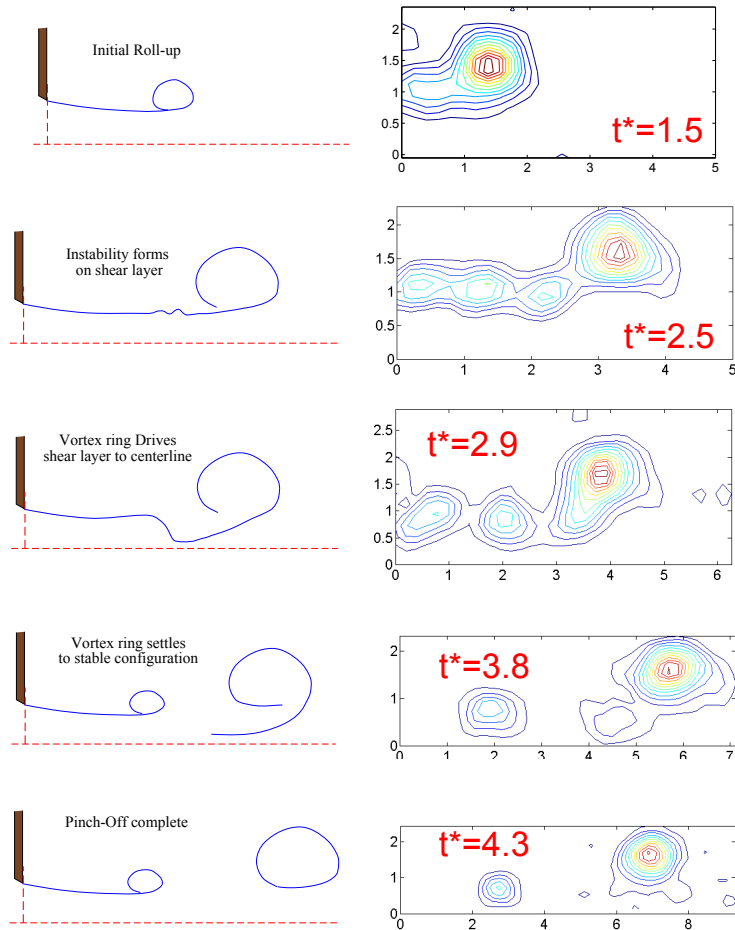 Initial Roll-up
2
1.5
1
0.5
0
0 1 2 3 4 5
t*=1.5
Instability forms
on shear layer
2
1.5
1
0.5
0
0 1 2 3 4 5
t*=2.5
Vortex ring Drives
shear layer to centerline
2.5
2
1.5
1
0.5
0
0 1 2 3 4 5 6
t*=2.9
Vortex ring settles
to stable configuration
2
1
0
0 1 2 3 4 5 6 7
t*=3.8
Pinch-Off complete
2
1
0
0 2 4 6 8
t*=4.3